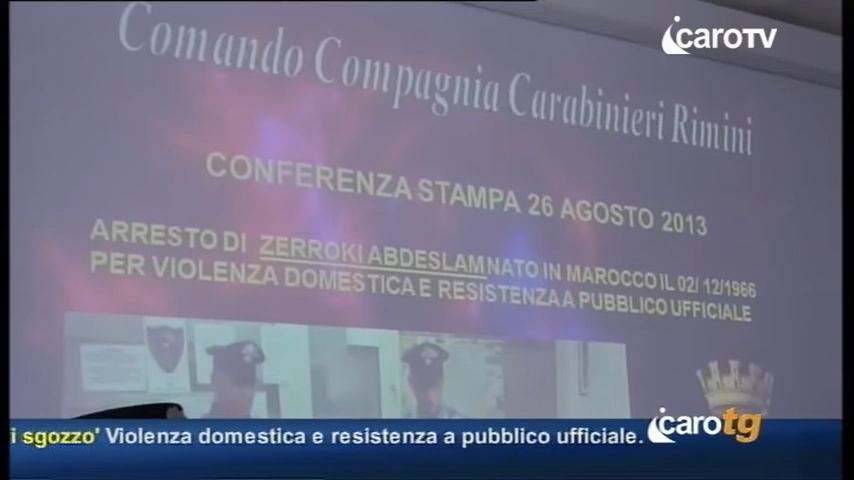 icaroTV
Comando Compagnia Carabinieri Rimini
CONFERENZA STAMPA 26 AGOSTO 2013
ARRESTO DI ZERROKI ABDESLAM NATO IN MAROCCO IL 02/12/1966
PER VIOLENZA DOMESTICA E RESISTENZA A PUBBLICO UFFICIALE
i sgozzo' Violenza domestica e resistenza a pubblico ufficiale.
icarotg